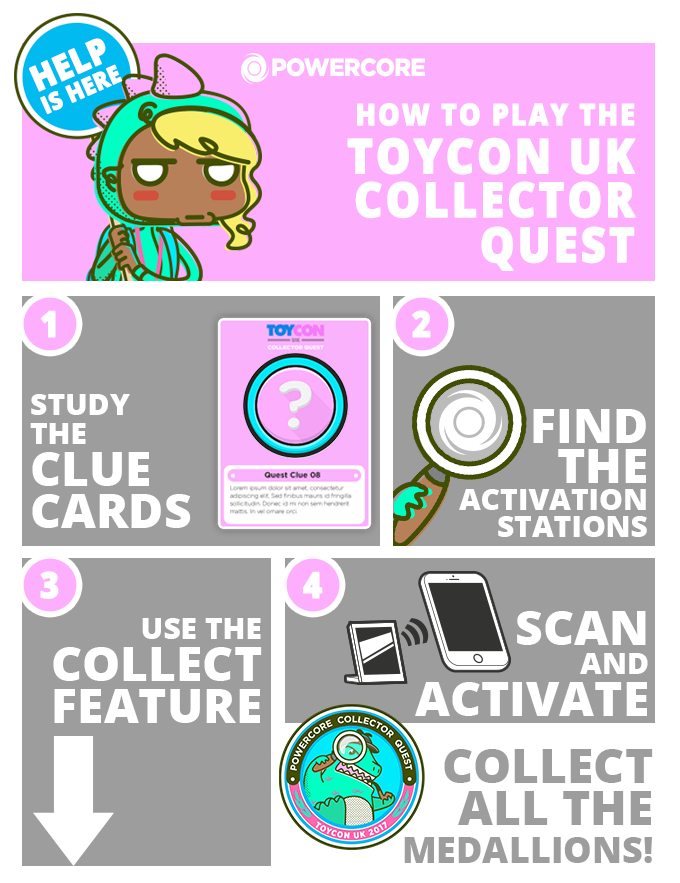 HELP
IS HERE
POWERCORE
HOW TO PLAY THE
TOYCON UK
COLLECTOR
QUEST
1
STUDY
THE
CLUE
CARDS
TOYCON
UK
COLLECTOR QUEST
?
Quest Clue 08
Lorem ipsum dolor sit amet, consectetur
adipiscing elit. Sed finibus mauris id fringilla
sollicitudin. Donec id mi non sem hendrerit
mattis. In vel ornare orci.
2
FIND
THE
ACTIVATION
STATIONS
3
USE THE
COLLECT
FEATURE
4
SCAN
AND
ACTIVATE
POWERCORE COLLECTOR QUEST
TOYCON UK 2017
COLLECT
ALL THE
MEDALLIONS!